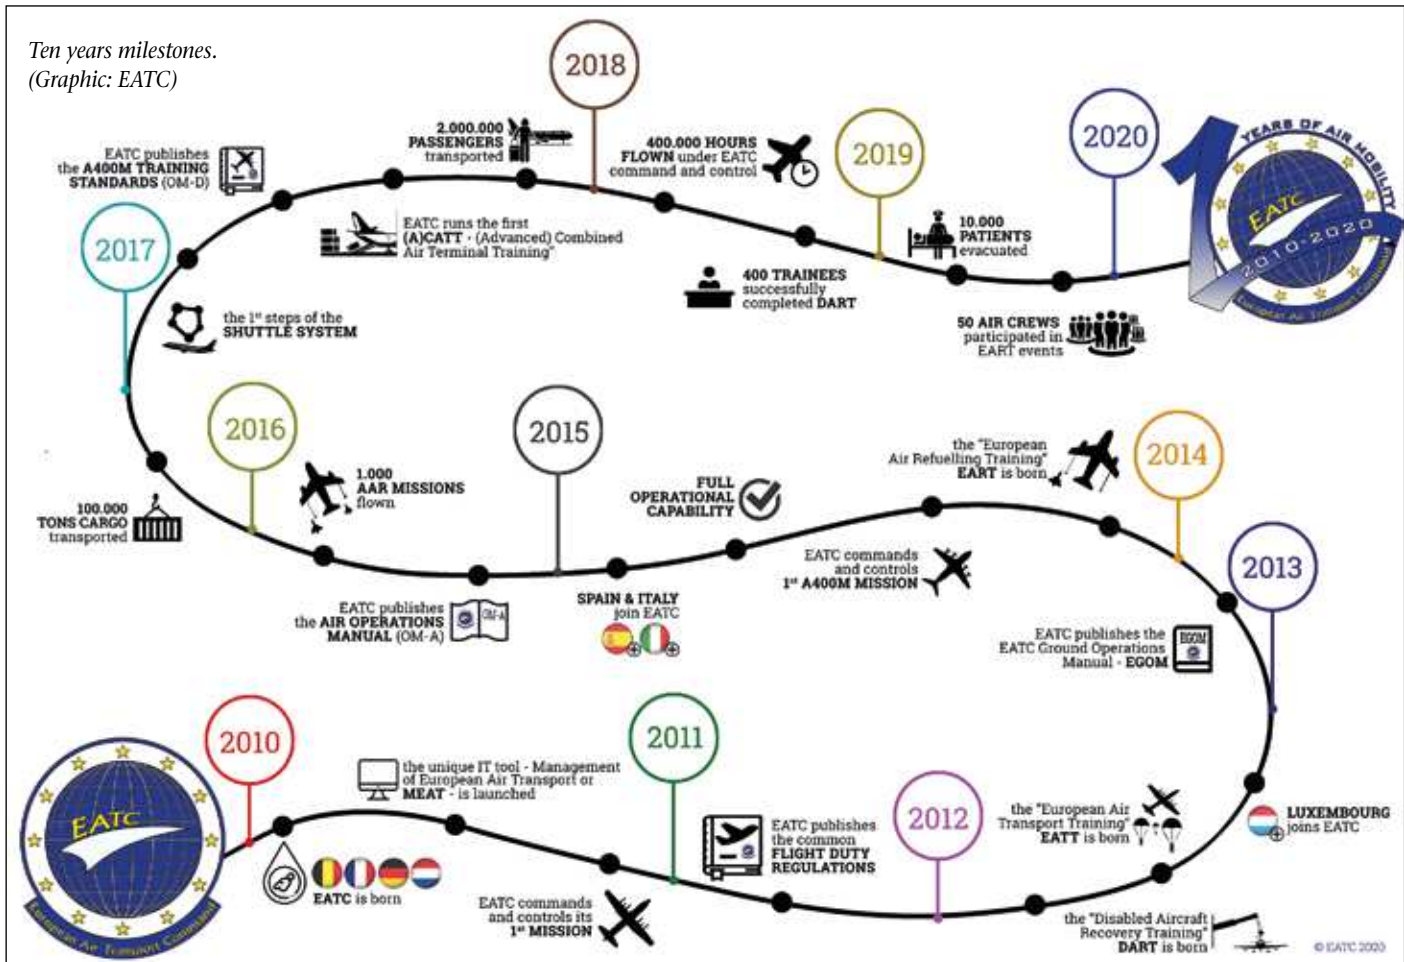 Ten years milestones.
(Graphic: EATC)
2018
2.000.000
PASSENGERS
transported
400.000 HOURS
FLOWN under EATC
command and control
2019
2020
YEARS OF AIR MOBILITY
EATC
2010-2020
European Air Transport Command
EATC publishes
the A400M TRAINING
STANDARDS (OM-D)
2017
EATC runs the first
(A)CATT - (Advanced) Combined
Air Terminal Training"
10.000
PATIENTS
evacuated
400 TRAINEES
successfully
completed DART
the 1st steps of the
SHUTTLE SYSTEM
50 AIR CREWS
participated in
EART events
2016
2015
2014
the "European
Air Refuelling Training"
EART is born
1.000
AAR MISSIONS
flown
FULL
OPERATIONAL
CAPABILITY
100.000
TONS CARGO
transported
2013
EATC commands
and controls
1st A400M MISSION
EATC publishes
the AIR OPERATIONS
MANUAL (OM-A)
OM-A
SPAIN & ITALY
join EATC
EATC publishes the
EATC Ground Operations
Manual - EGOM
EGOM
2010
2011
the unique IT tool - Management
of European Air Transport or
MEAT - is launched
2012
the "European Air
Transport Training"
EATT is born
LUXEMBOURG
joins EATC
EATC
European Air Transport Command
EATC is born
EATC publishes
the common
FLIGHT DUTY
REGULATIONS
EATC commands
and controls its
1st MISSION
the "Disabled Aircraft
Recovery Training"
DART is born
© EATC 2020